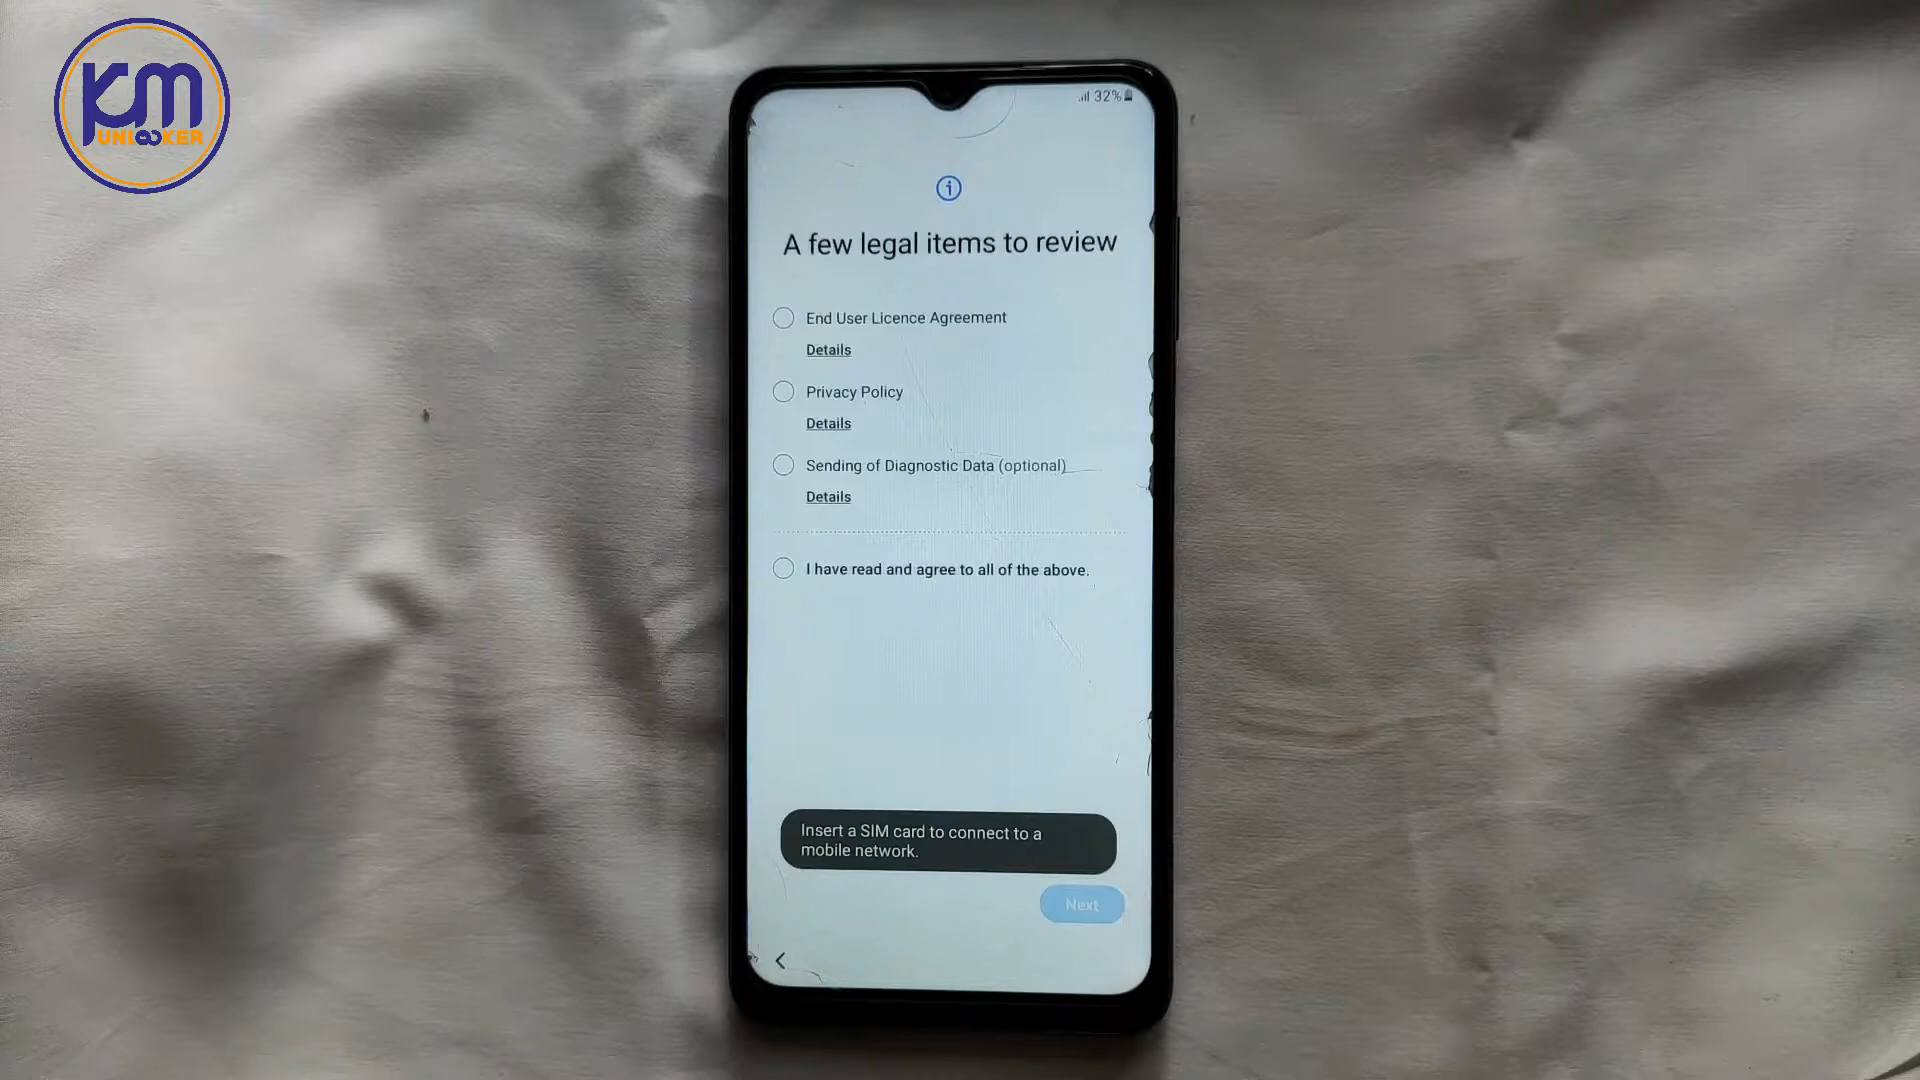 KM
UNLOCKER
32%
A few legal items to review
End User Licence Agreement
Details
Privacy Policy
Details
Sending of Diagnostic Data (optional)
Details
I have read and agree to all of the above.
Insert a SIM card to connect to a
mobile network.
Next